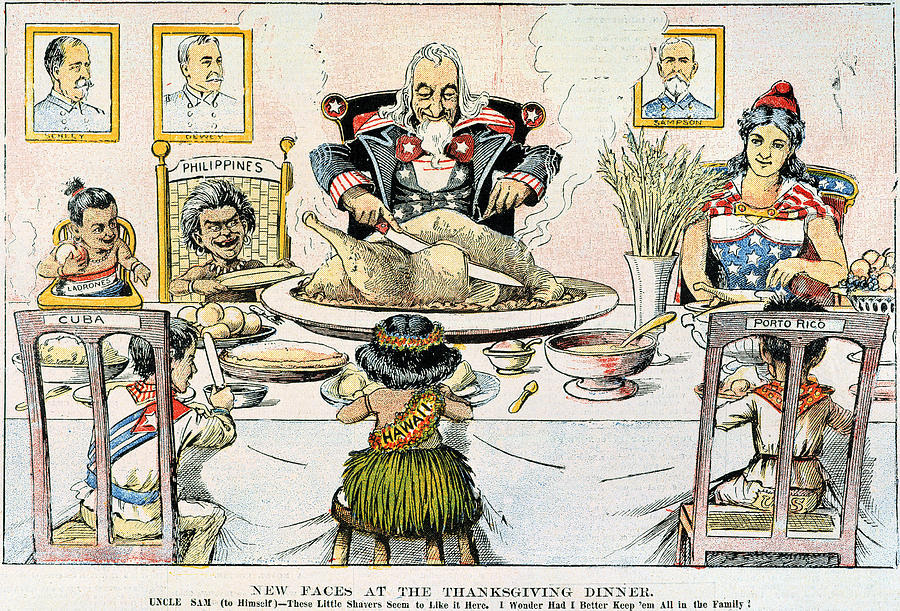 SCHLEY
DEWEY
SAMPSON
PHILIPPINES
LADRONES
CUBA
PORTO RICO
HAWAII
NEW FACES AT THE THANKSGIVING DINNER.
UNCLE SAM (to Himself)—These Little Shavers Seem to Like it Here. I Wonder Had I Better Keep 'em All in the Family!